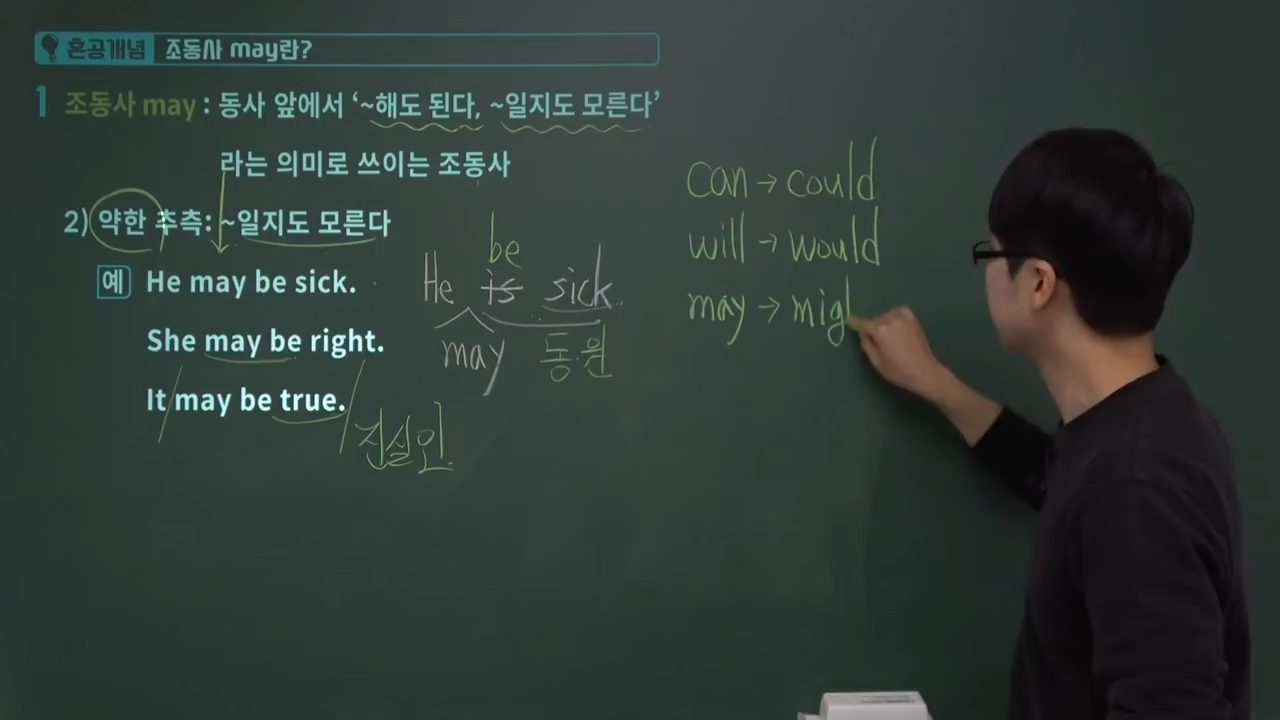 혼공개념 조동사 may란?
1 조동사 may : 동사 앞에서 ‘~해도 된다, ~일지도 모른다’
라는 의미로 쓰이는 조동사
2) 약한 추측: ~일지도 모른다
예 He may be sick.
She may be right.
It may be true.
진실인
be
He is sick
may 동·원
can → could
will → would
may → migh